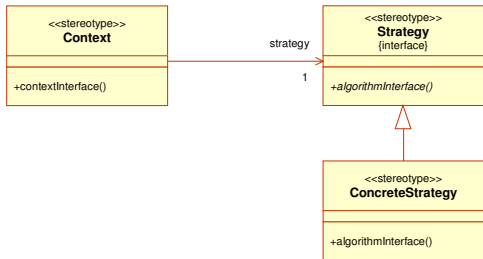 <<stereotype>>
Context
+contextInterface()
strategy
1
<<stereotype>>
Strategy
{interface}
+algorithmInterface()
<<stereotype>>
ConcreteStrategy
+algorithmInterface()